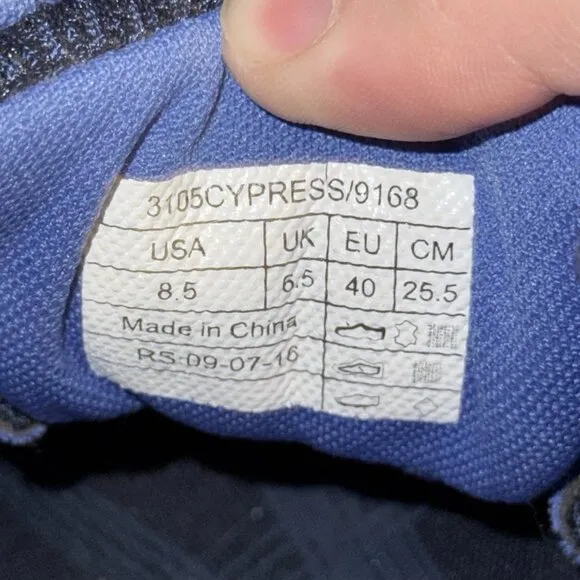 3105CYPRESS/9168
USA UK EU CM
8.5 6.5 40 25.5
Made in China
RS-09-07-16